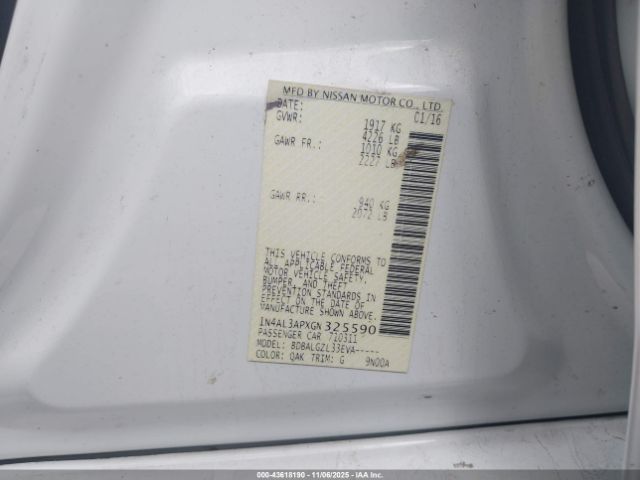 MFD BY NISSAN MOTOR CO., LTD.
DATE: 01/16
GVWR: 1917 KG
4226 LB
GAWR FR.: 1010 KG
2227 LB
GAWR RR.: 940 KG
2072 LB
THIS VEHICLE CONFORMS TO
ALL APPLICABLE FEDERAL
MOTOR VEHICLE SAFETY,
BUMPER, AND THEFT
PREVENTION STANDARDS IN
EFFECT ON THE DATE OF
MANUFACTURE SHOWN ABOVE.
1N4AL3APXGN325590
PASSENGER CAR 710311
MODEL: BDBALGZL33EVA-----
COLOR: QAK TRIM: G 9N00A
000-43618190 - 11/06/2025 - IAA Inc.